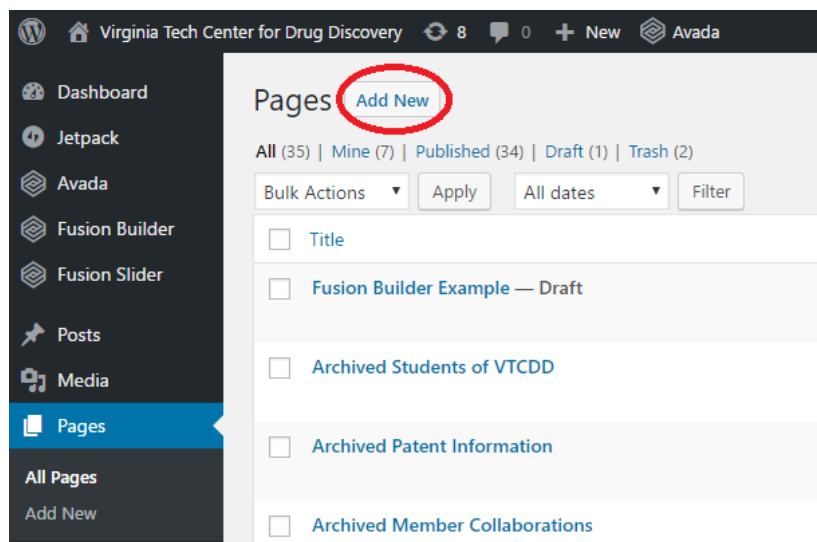 Virginia Tech Center for Drug Discovery 8 0 New Avada
Dashboard
Jetpack
Avada
Fusion Builder
Fusion Slider
Posts
Media
Pages
All Pages
Add New
Pages Add New
All (35) | Mine (7) | Published (34) | Draft (1) | Trash (2)
Bulk Actions Apply All dates Filter
Title
Fusion Builder Example — Draft
Archived Students of VTCDD
Archived Patent Information
Archived Member Collaborations